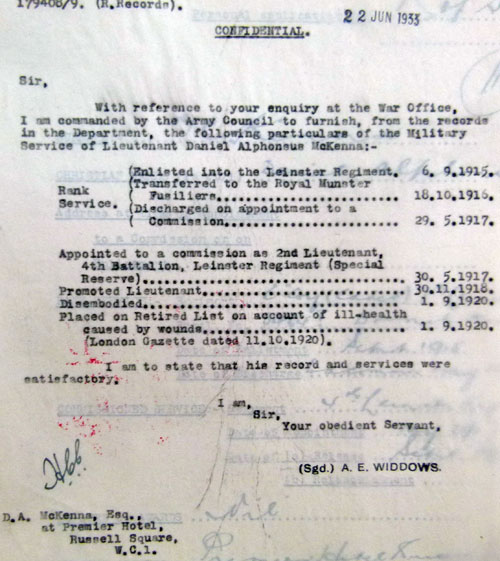 179408/9. (R.Records).
22 JUN 1933
CONFIDENTIAL.
Sir,
With reference to your enquiry at the War Office,
I am commanded by the Army Council to furnish, from the records
in the Department, the following particulars of the Military
Service of Lieutenant Daniel Alphonsus McKenna:-
(Enlisted into the Leinster Regiment. 6. 9.1915.
Rank (Transferred to the Royal Munster
( Fusiliers........................ 18.10.1916.
Service. (Discharged on appointment to a
( Commission....................... 29. 5.1917.
Appointed to a commission as 2nd Lieutenant,
4th Battalion, Leinster Regiment (Special
Reserve)................................. 30. 5.1917.
Promoted Lieutenant......................... 30.11.1918.
Disembodied................................. 1. 9.1920.
Placed on Retired List on account of ill-health
caused by wounds......................... 1. 9.1920.
(London Gazette dated 11.10.1920).
I am to state that his record and services were
satisfactory.
I am,
Sir,
Your obedient Servant,
(Sgd.) A. E. WIDDOWS.
D.A. McKenna, Esq.,
at Premier Hotel,
Russell Square,
W.C.1.